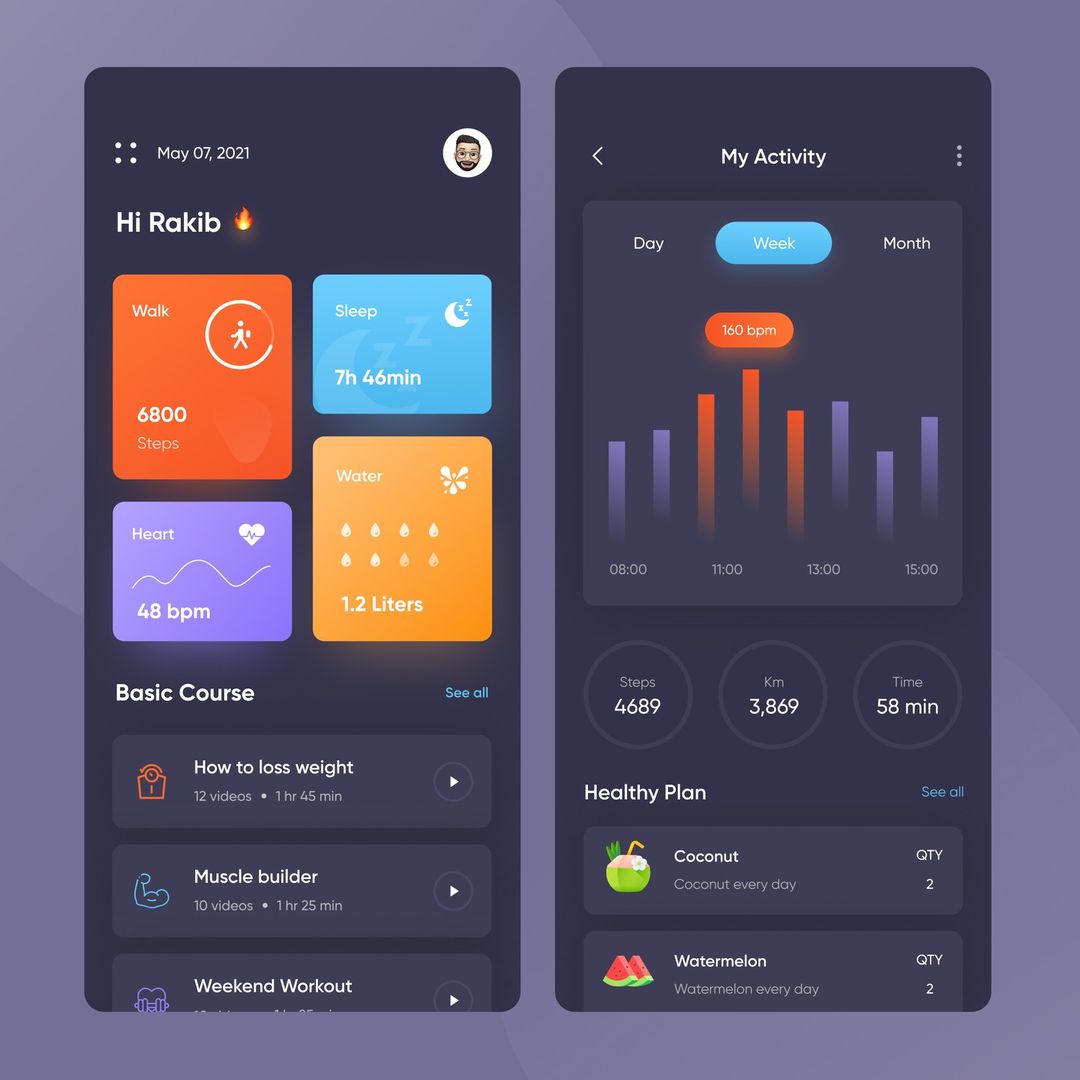 May 07, 2021
Hi Rakib
Walk
6800
Steps
Sleep
7h 46min
Heart
48 bpm
Water
1.2 Liters
Basic Course
See all
How to loss weight
12 videos • 1 hr 45 min
Muscle builder
10 videos • 1 hr 25 min
Weekend Workout
My Activity
Day
Week
Month
160 bpm
08:00
11:00
13:00
15:00
Steps
4689
Km
3,869
Time
58 min
Healthy Plan
See all
Coconut
Coconut every day
QTY
2
Watermelon
Watermelon every day
QTY
2